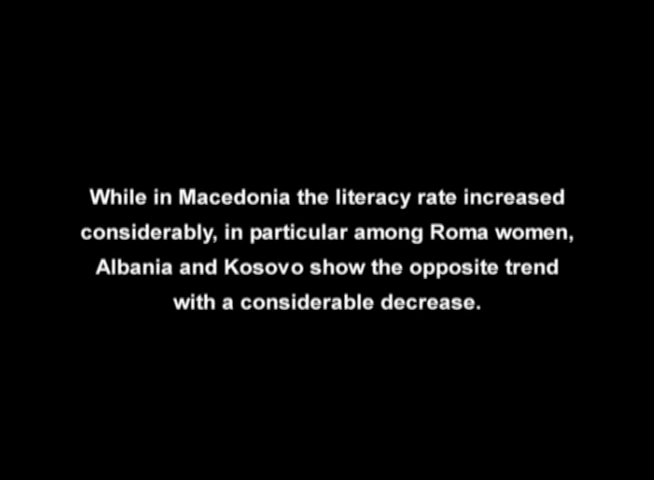 While in Macedonia the literacy rate increased
considerably, in particular among Roma women,
Albania and Kosovo show the opposite trend
with a considerable decrease.